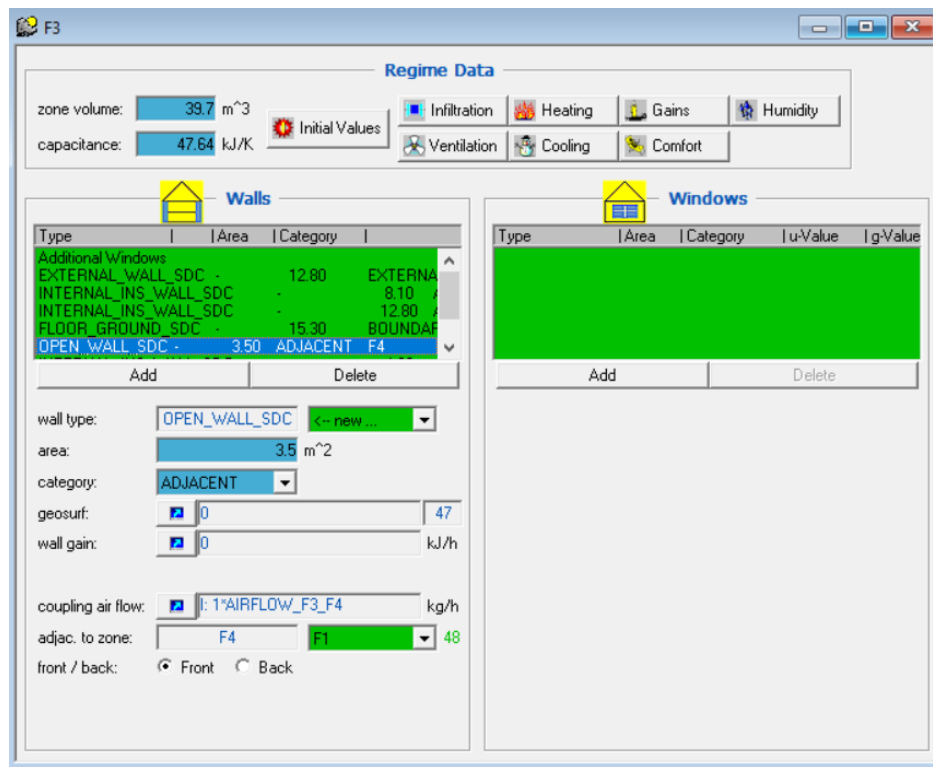 F3
Regime Data
zone volume: 39.7 m^3
capacitance: 47.64 kJ/K
Initial Values
Infiltration Heating Gains Humidity
Ventilation Cooling Comfort
Walls
Type | | Area | Category |
Additional Windows
EXTERNAL_WALL_SDC - 12.80 EXTERNA
INTERNAL_INS_WALL_SDC - 8.10
INTERNAL_INS_WALL_SDC - 12.80
FLOOR_GROUND_SDC - 15.30 BOUNDAR
OPEN_WALL_SDC - 3.50 ADJACENT F4
Add Delete
wall type: OPEN_WALL_SDC <-- new ...
area: 3.5 m^2
category: ADJACENT
geosurf: 0 47
wall gain: 0 kJ/h
coupling air flow: I: 1*AIRFLOW_F3_F4 kg/h
adjac. to zone: F4 F1 48
front / back: Front Back
Windows
Type | Area | Category | u-Value | g-Value
Add Delete